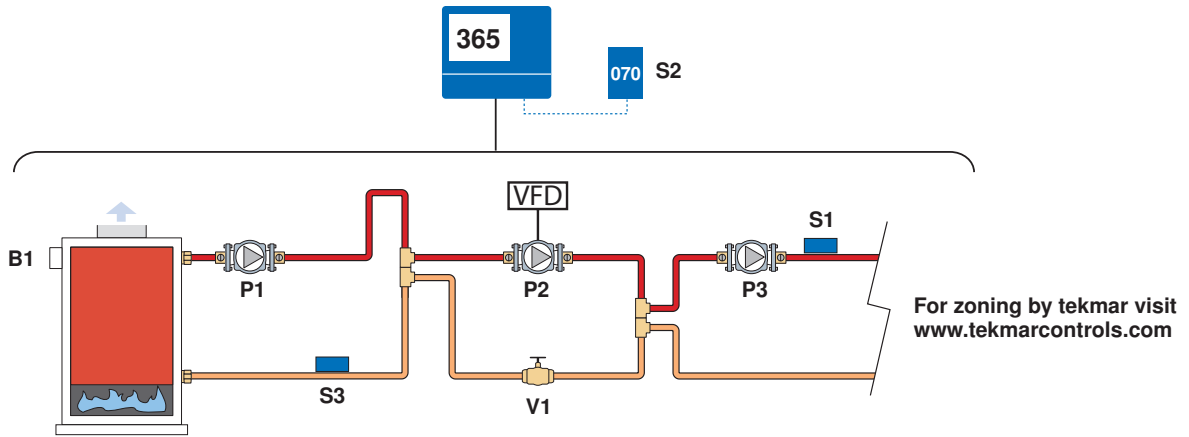 365
070
S2
VFD
S1
B1
P1
P2
P3
For zoning by tekmar visit
www.tekmarcontrols.com
S3
V1